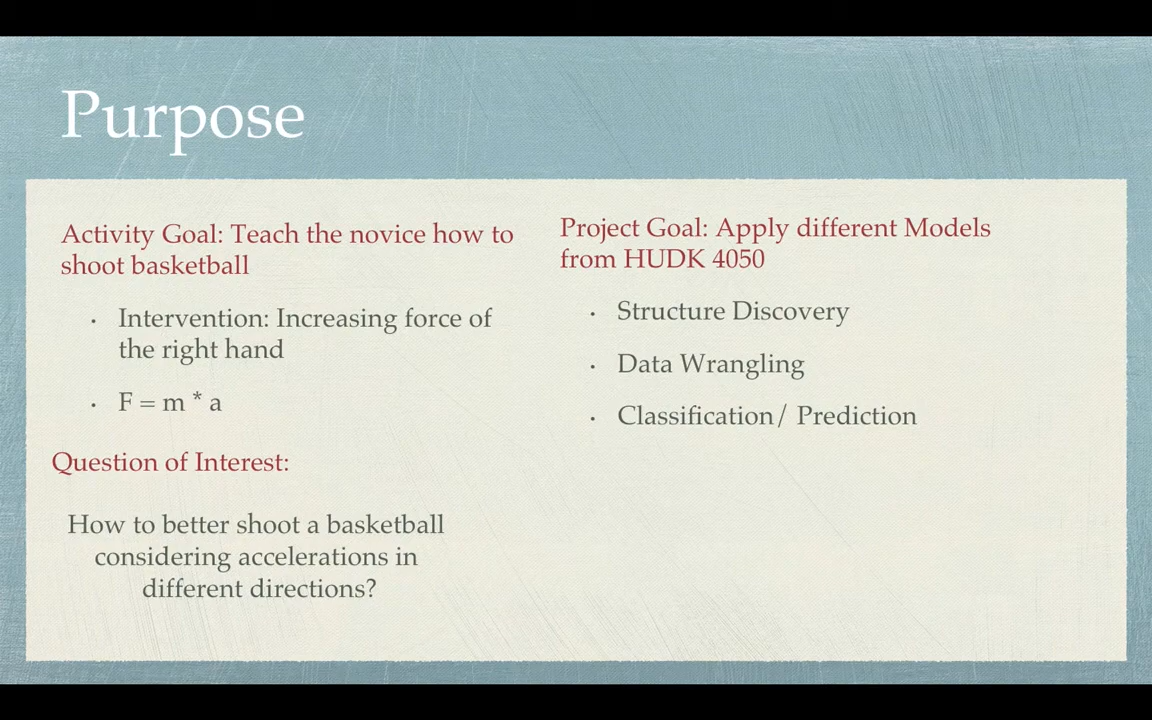 Purpose
Activity Goal: Teach the novice how to
shoot basketball
· Intervention: Increasing force of
the right hand
· F = m * a
Question of Interest:
How to better shoot a basketball
considering accelerations in
different directions?
Project Goal: Apply different Models
from HUDK 4050
· Structure Discovery
· Data Wrangling
· Classification/ Prediction